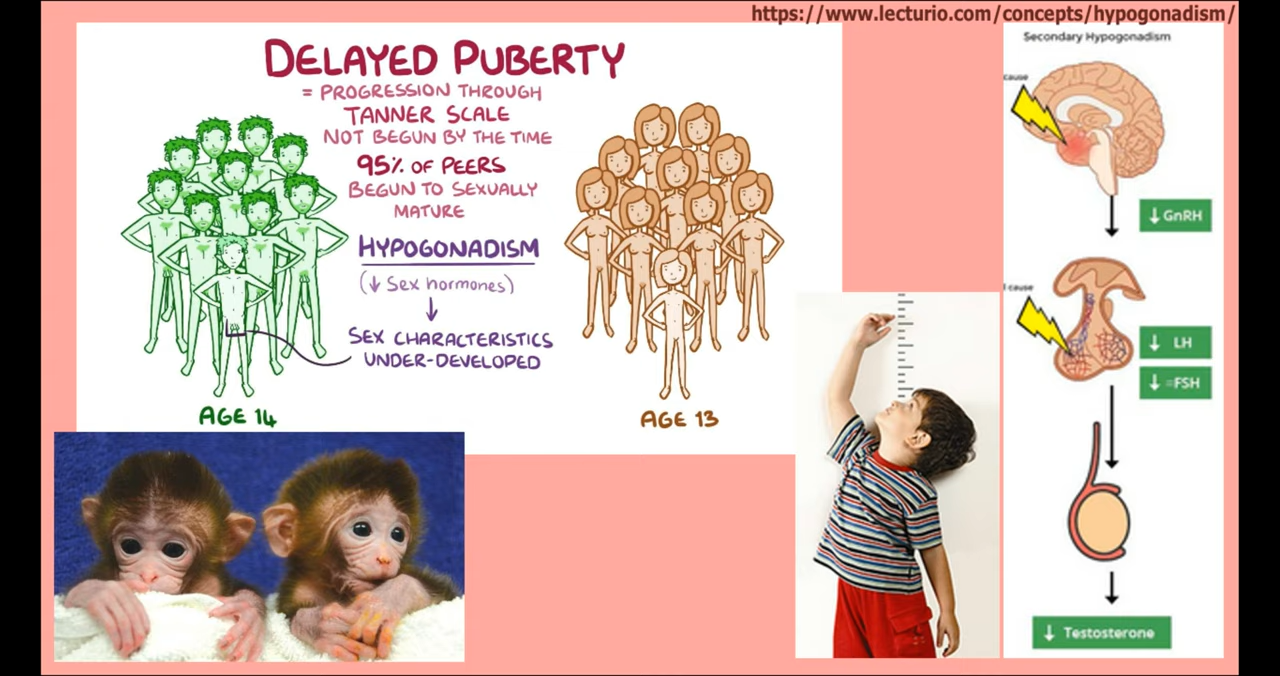 https://www.lecturio.com/concepts/hypogonadism/
DELAYED PUBERTY
= PROGRESSION THROUGH
TANNER SCALE
NOT BEGUN BY THE TIME
95% OF PEERS
BEGUN TO SEXUALLY
MATURE
HYPOGONADISM
(↓ Sex hormones)
↓
SEX CHARACTERISTICS
UNDER-DEVELOPED
AGE 14
AGE 13
Secondary Hypogonadism
cause
↓ GnRH
cause
↓ LH
↓ =FSH
↓ Testosterone